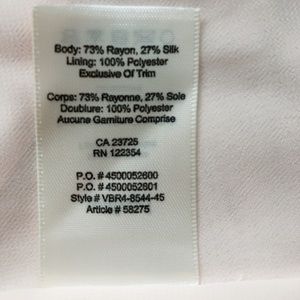 Body: 73% Rayon, 27% Silk
Lining: 100% Polyester
Exclusive Of Trim
Corps: 73% Rayonne, 27% Soie
Doublure: 100% Polyester
Aucune Garniture Comprise
CA 23725
RN 122354
P.O. # 4500052600
P.O. # 4500052601
Style # VBR4-8544-45
Article # 58275